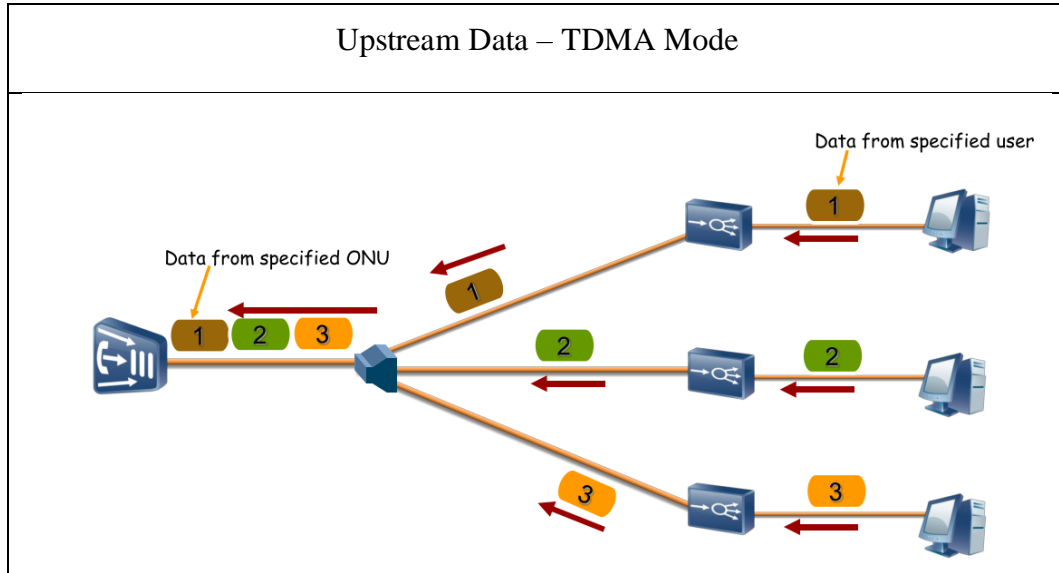 Upstream Data – TDMA Mode
Data from specified user
1
Data from specified ONU
1
1 2 3
2
2
3
3